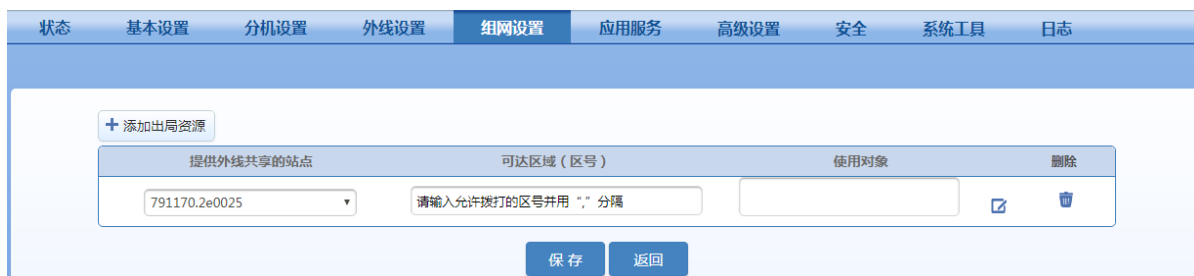 状态 基本设置 分机设置 外线设置 组网设置 应用服务 高级设置 安全 系统工具 日志
+ 添加出局资源
提供外线共享的站点 可达区域（区号） 使用对象 删除
791170.2e0025 请输入允许拨打的区号并用 “,” 分隔
保存 返回